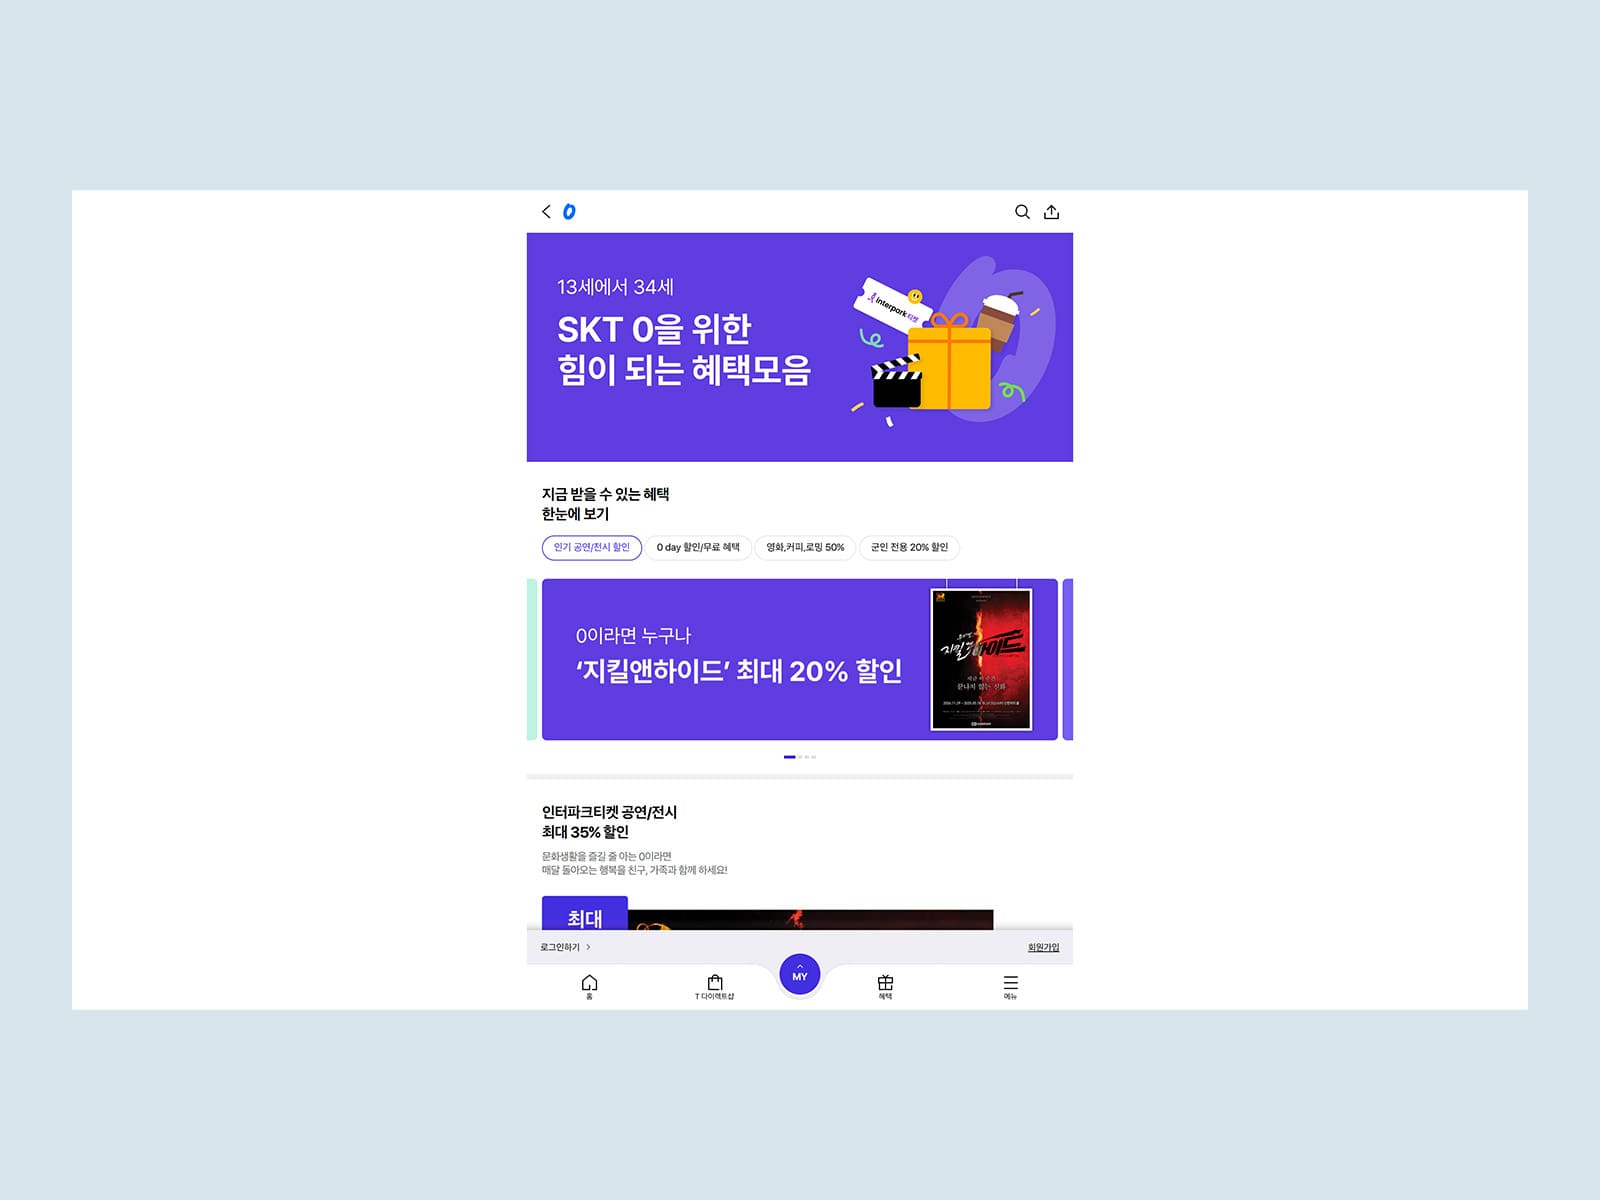 0
13세에서 34세
SKT 0을 위한
힘이 되는 혜택모음
interpark 티켓
지금 받을 수 있는 혜택
한눈에 보기
인기 공연/전시 할인
0 day 할인/무료 혜택
영화,커피,로밍 50%
군인 전용 20% 할인
0이라면 누구나
‘지킬앤하이드’ 최대 20% 할인
지킬앤하이드
끝나지 않는 신화
인터파크티켓 공연/전시
최대 35% 할인
문화생활을 즐길 줄 아는 0이라면
매달 돌아오는 행복을 친구, 가족과 함께 하세요!
최대
로그인하기
회원가입
MY
홈
T 다이렉트샵
혜택
메뉴